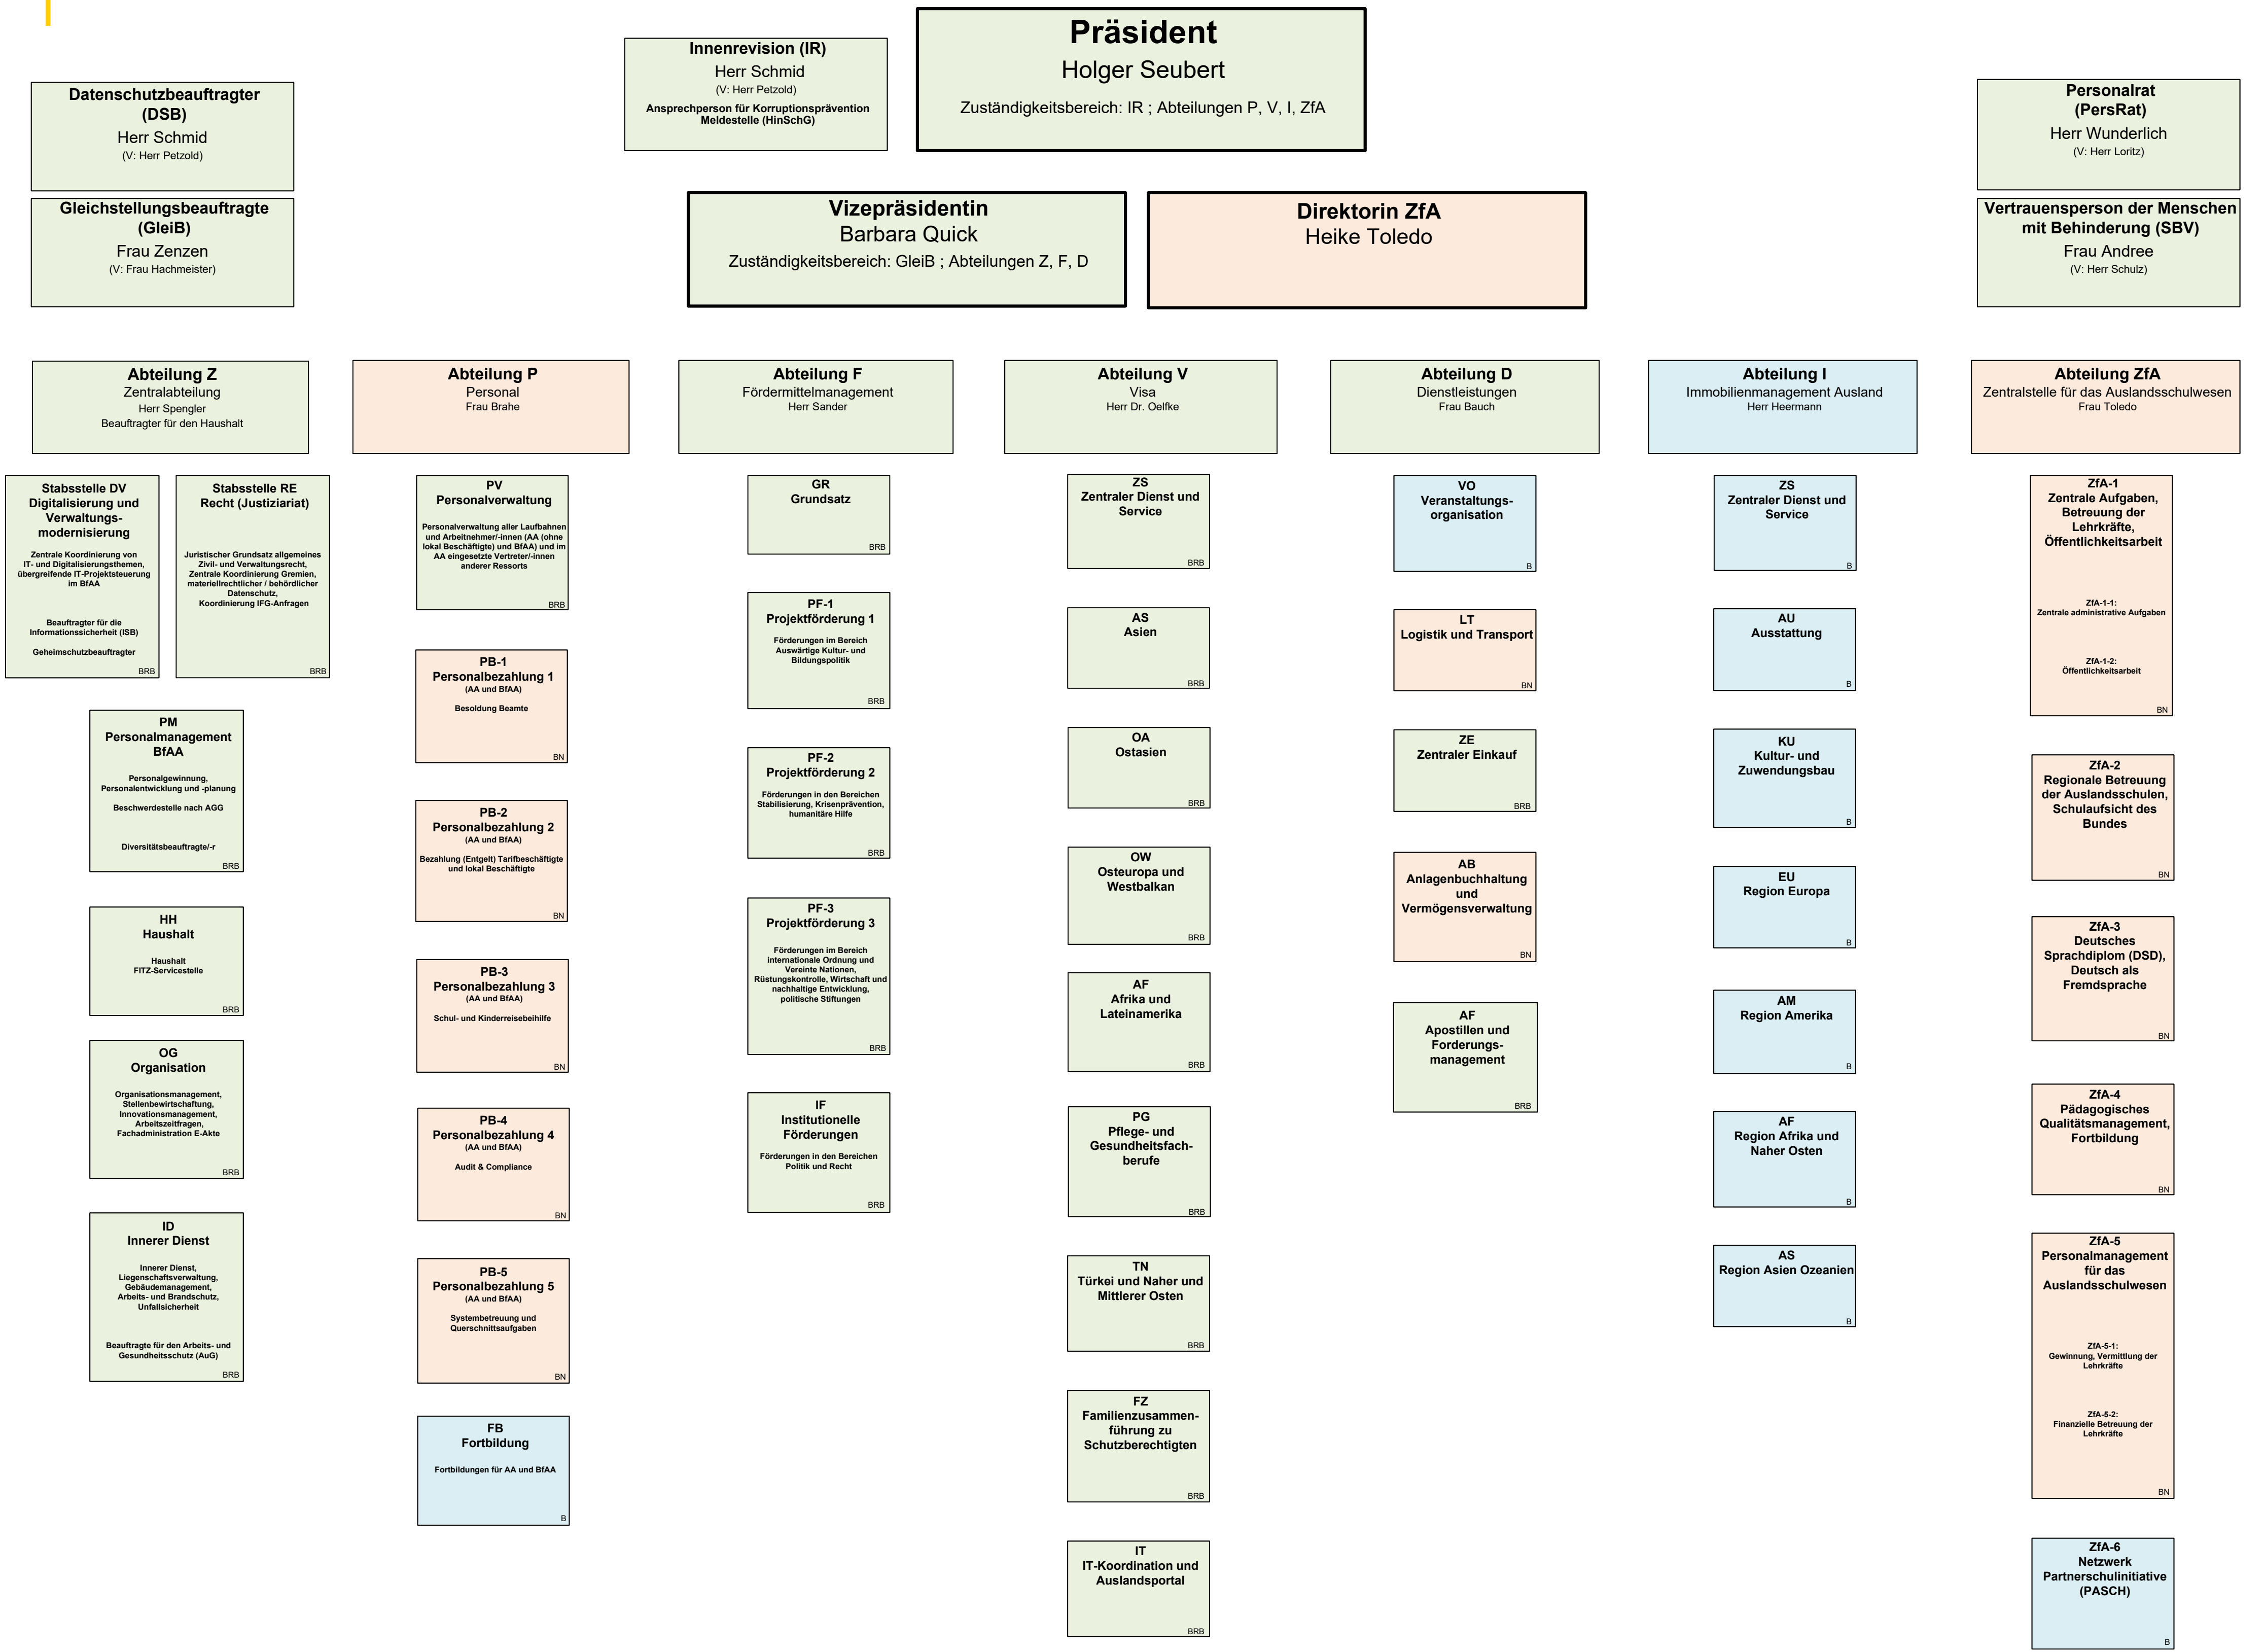 Präsident
Holger Seubert
Zuständigkeitsbereich: IR ; Abteilungen P, V, I, ZfA
Innenrevision (IR)
Herr Schmid
(V: Herr Petzold)
Ansprechperson für Korruptionsprävention
Meldestelle (HinSchG)
Datenschutzbeauftragter
(DSB)
Herr Schmid
(V: Herr Petzold)
Personalrat
(PersRat)
Herr Wunderlich
(V: Herr Loritz)
Gleichstellungsbeauftragte
(GleiB)
Frau Zenzen
(V: Frau Hachmeister)
Vizepräsidentin
Barbara Quick
Zuständigkeitsbereich: GleiB ; Abteilungen Z, F, D
Direktorin ZfA
Heike Toledo
Vertrauensperson der Menschen
mit Behinderung (SBV)
Frau Andree
(V: Herr Schulz)
Abteilung Z
Zentralabteilung
Herr Spengler
Beauftragter für den Haushalt
Abteilung P
Personal
Frau Brahe
Abteilung F
Fördermittelmanagement
Herr Sander
Abteilung V
Visa
Herr Dr. Oelfke
Abteilung D
Dienstleistungen
Frau Bauch
Abteilung I
Immobilienmanagement Ausland
Herr Heermann
Abteilung ZfA
Zentralstelle für das Auslandsschulwesen
Frau Toledo
Stabsstelle DV
Digitalisierung und
Verwaltungs-
modernisierung
Zentrale Koordinierung von
IT- und Digitalisierungsthemen,
übergreifende IT-Projektsteuerung
im BfAA
Beauftragter für die
Informationssicherheit (ISB)
Geheimschutzbeauftragter
BRB
Stabsstelle RE
Recht (Justiziariat)
Juristischer Grundsatz allgemeines
Zivil- und Verwaltungsrecht,
Zentrale Koordinierung Gremien,
materiellrechtlicher / behördlicher
Datenschutz,
Koordinierung IFG-Anfragen
BRB
PM
Personalmanagement
BfAA
Personalgewinnung,
Personalentwicklung und -planung
Beschwerdestelle nach AGG
Diversitätsbeauftragte/-r
BRB
HH
Haushalt
Haushalt
FITZ-Servicestelle
BRB
OG
Organisation
Organisationsmanagement,
Stellenbewirtschaftung,
Innovationsmanagement,
Arbeitszeitfragen,
Fachadministration E-Akte
BRB
ID
Innerer Dienst
Innerer Dienst,
Liegenschaftsverwaltung,
Gebäudemanagement,
Arbeits- und Brandschutz,
Unfallsicherheit
Beauftragte für den Arbeits- und
Gesundheitsschutz (AuG)
BRB
PV
Personalverwaltung
Personalverwaltung aller Laufbahnen
und Arbeitnehmer/-innen (AA (ohne
lokal Beschäftigte) und BfAA) und im
AA eingesetzte Vertreter/-innen
anderer Ressorts
BRB
PB-1
Personalbezahlung 1
(AA und BfAA)
Besoldung Beamte
BN
PB-2
Personalbezahlung 2
(AA und BfAA)
Bezahlung (Entgelt) Tarifbeschäftigte
und lokal Beschäftigte
BN
PB-3
Personalbezahlung 3
(AA und BfAA)
Schul- und Kinderreisebeihilfe
BN
PB-4
Personalbezahlung 4
(AA und BfAA)
Audit & Compliance
BN
PB-5
Personalbezahlung 5
(AA und BfAA)
Systembetreuung und
Querschnittsaufgaben
BN
FB
Fortbildung
Fortbildungen für AA und BfAA
B
GR
Grundsatz
BRB
PF-1
Projektförderung 1
Förderungen im Bereich
Auswärtige Kultur- und
Bildungspolitik
BRB
PF-2
Projektförderung 2
Förderungen in den Bereichen
Stabilisierung, Krisenprävention,
humanitäre Hilfe
BRB
PF-3
Projektförderung 3
Förderungen im Bereich
internationale Ordnung und
Vereinte Nationen,
Rüstungskontrolle, Wirtschaft und
nachhaltige Entwicklung,
politische Stiftungen
BRB
IF
Institutionelle
Förderungen
Förderungen in den Bereichen
Politik und Recht
BRB
ZS
Zentraler Dienst und
Service
BRB
AS
Asien
BRB
OA
Ostasien
BRB
OW
Osteuropa und
Westbalkan
BRB
AF
Afrika und
Lateinamerika
BRB
PG
Pflege- und
Gesundheitsfach-
berufe
BRB
TN
Türkei und Naher und
Mittlerer Osten
BRB
FZ
Familienzusammen-
führung zu
Schutzberechtigten
BRB
IT
IT-Koordination und
Auslandsportal
BRB
VO
Veranstaltungs-
organisation
B
LT
Logistik und Transport
BN
ZE
Zentraler Einkauf
BRB
AB
Anlagenbuchhaltung
und
Vermögensverwaltung
BN
AF
Apostillen und
Forderungs-
management
BRB
ZS
Zentraler Dienst und
Service
B
AU
Ausstattung
B
KU
Kultur- und
Zuwendungsbau
B
EU
Region Europa
B
AM
Region Amerika
B
AF
Region Afrika und
Naher Osten
B
AS
Region Asien Ozeanien
B
ZfA-1
Zentrale Aufgaben,
Betreuung der
Lehrkräfte,
Öffentlichkeitsarbeit
ZfA-1-1:
Zentrale administrative Aufgaben
ZfA-1-2:
Öffentlichkeitsarbeit
BN
ZfA-2
Regionale Betreuung
der Auslandsschulen,
Schulaufsicht des
Bundes
BN
ZfA-3
Deutsches
Sprachdiplom (DSD),
Deutsch als
Fremdsprache
BN
ZfA-4
Pädagogisches
Qualitätsmanagement,
Fortbildung
BN
ZfA-5
Personalmanagement
für das
Auslandsschulwesen
ZfA-5-1:
Gewinnung, Vermittlung der
Lehrkräfte
ZfA-5-2:
Finanzielle Betreuung der
Lehrkräfte
BN
ZfA-6
Netzwerk
Partnerschulinitiative
(PASCH)
B